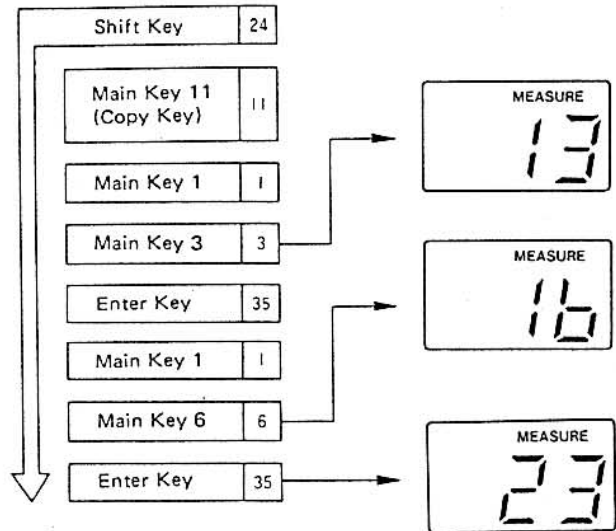 Shift Key 24
Main Key 11
(Copy Key) 11
MEASURE
13
Main Key 1 1
Main Key 3 3
MEASURE
16
Enter Key 35
Main Key 1 1
Main Key 6 6
MEASURE
23
Enter Key 35